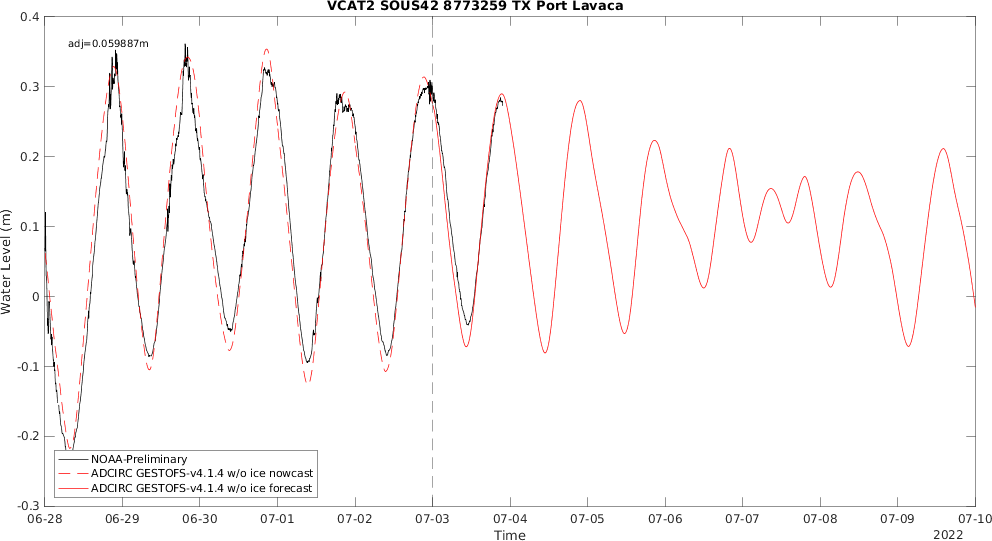 VCAT2 SOUS42 8773259 TX Port Lavaca
adj=0.059887m
0.4
0.3
0.2
0.1
0
-0.1
-0.2
-0.3
Water Level (m)
NOAA-Preliminary
ADCIRC GESTOFS-v4.1.4 w/o ice nowcast
ADCIRC GESTOFS-v4.1.4 w/o ice forecast
06-28 06-29 06-30 07-01 07-02 07-03 07-04 07-05 07-06 07-07 07-08 07-09 07-10
Time
2022